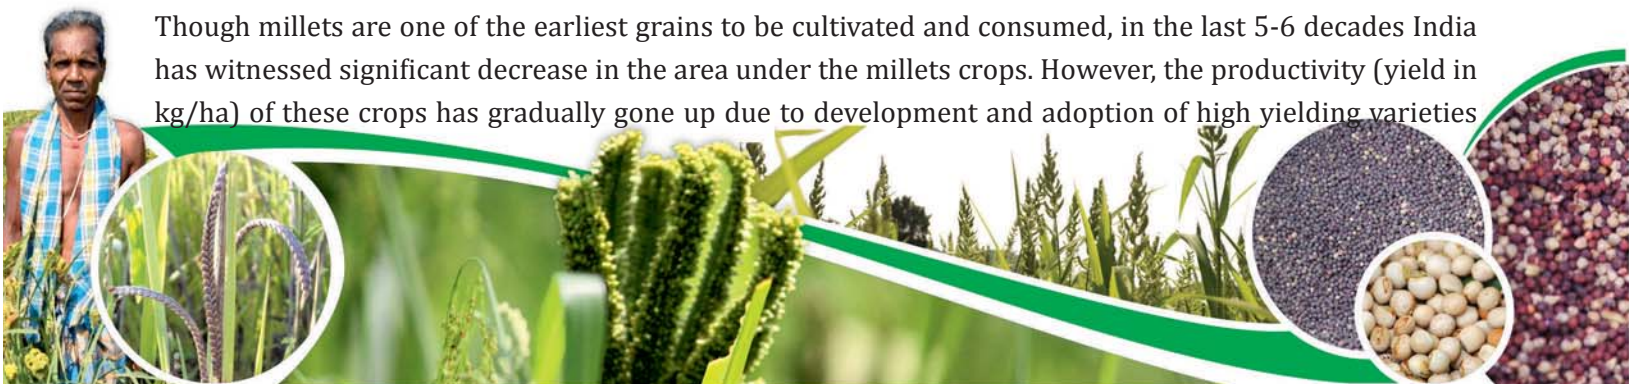 Though millets are one of the earliest grains to be cultivated and consumed, in the last 5-6 decades India
has witnessed significant decrease in the area under the millets crops. However, the productivity (yield in
kg/ha) of these crops has gradually gone up due to development and adoption of high yielding varieties